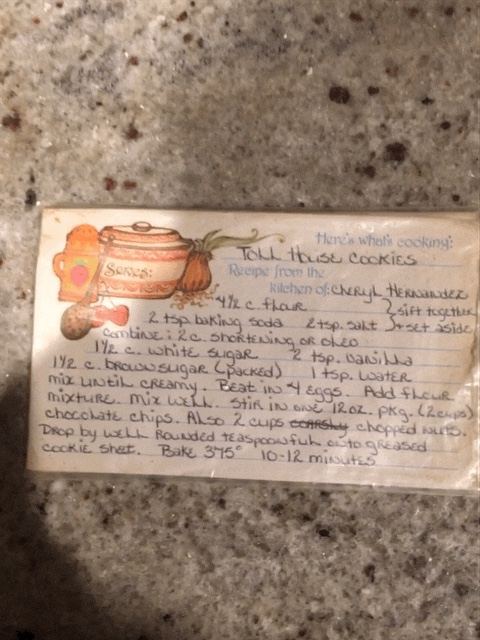 Here's what's cooking:
Toll House Cookies
Serves:
Recipe from the
kitchen of: Cheryl Hernandez
4 1/2 c. flour } sift together
2 tsp. baking soda 2 tsp. salt } + set aside
combine: 2 c. shortening or oleo
1 1/2 c. white sugar 2 tsp. vanilla
1 1/2 c. brown sugar (packed) 1 tsp. water
mix until creamy. Beat in 4 eggs. Add flour
mixture. mix well. Stir in one 12 oz. pkg. (2 cups)
chocolate chips. Also 2 cups coarsly chopped nuts.
Drop by well rounded teaspoonful onto greased
cookie shet. Bake 375° 10-12 minutes